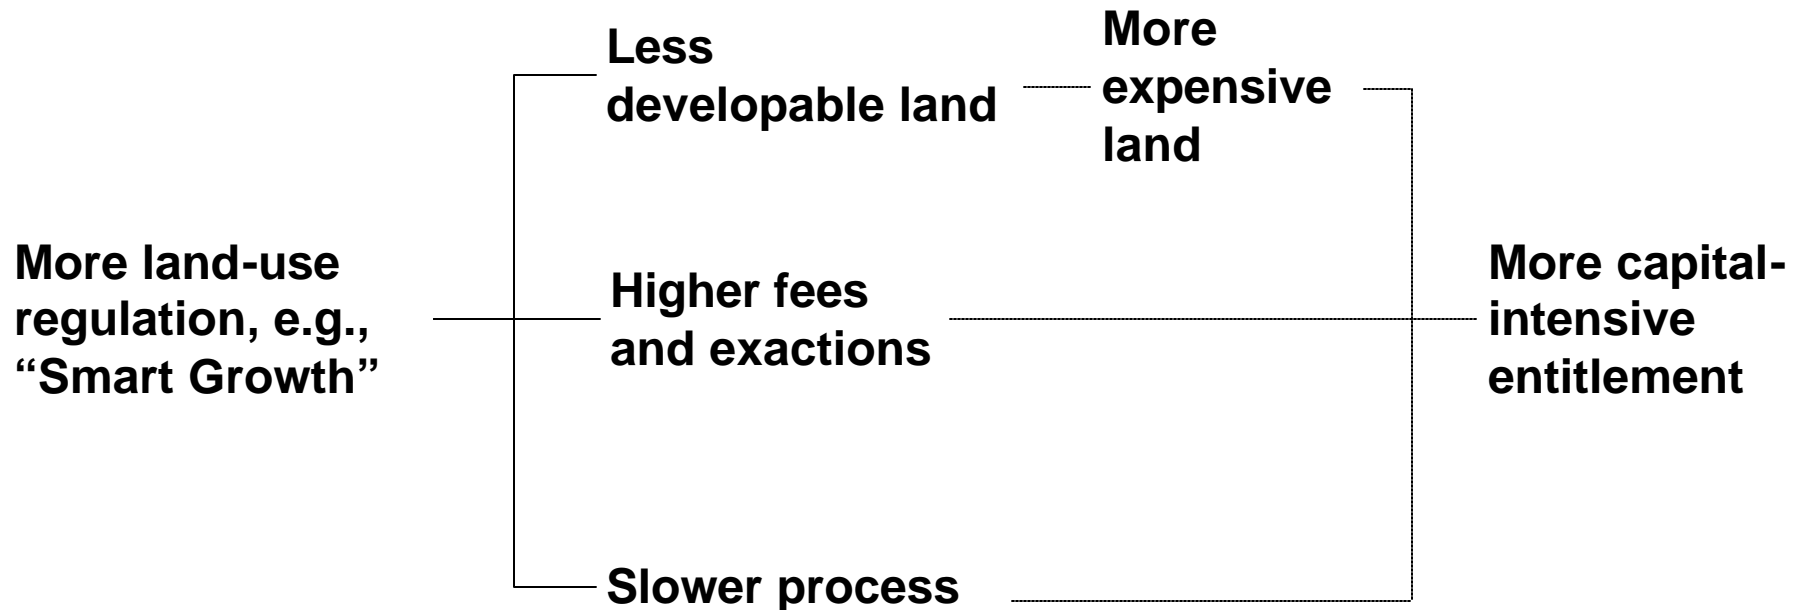 More land-use
regulation, e.g.,
“Smart Growth”
Less
developable land
More
expensive
land
Higher fees
and exactions
Slower process
More capital-
intensive
entitlement